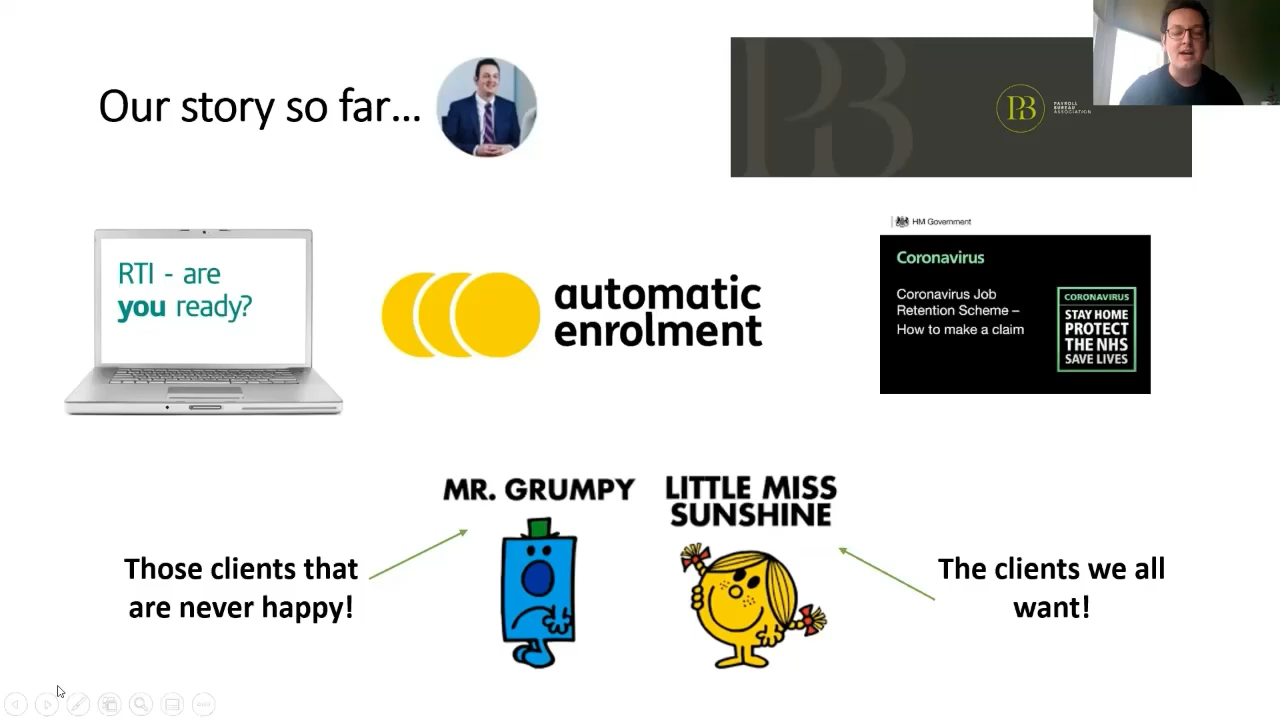 Our story so far...
PB
PB
PAYROLL
BUREAU
ASSOCIATION
RTI - are
you ready?
automatic
enrolment
HM Government
Coronavirus
Coronavirus Job
Retention Scheme –
How to make a claim
CORONAVIRUS
STAY HOME
PROTECT
THE NHS
SAVE LIVES
MR. GRUMPY
LITTLE MISS
SUNSHINE
Those clients that
are never happy!
The clients we all
want!